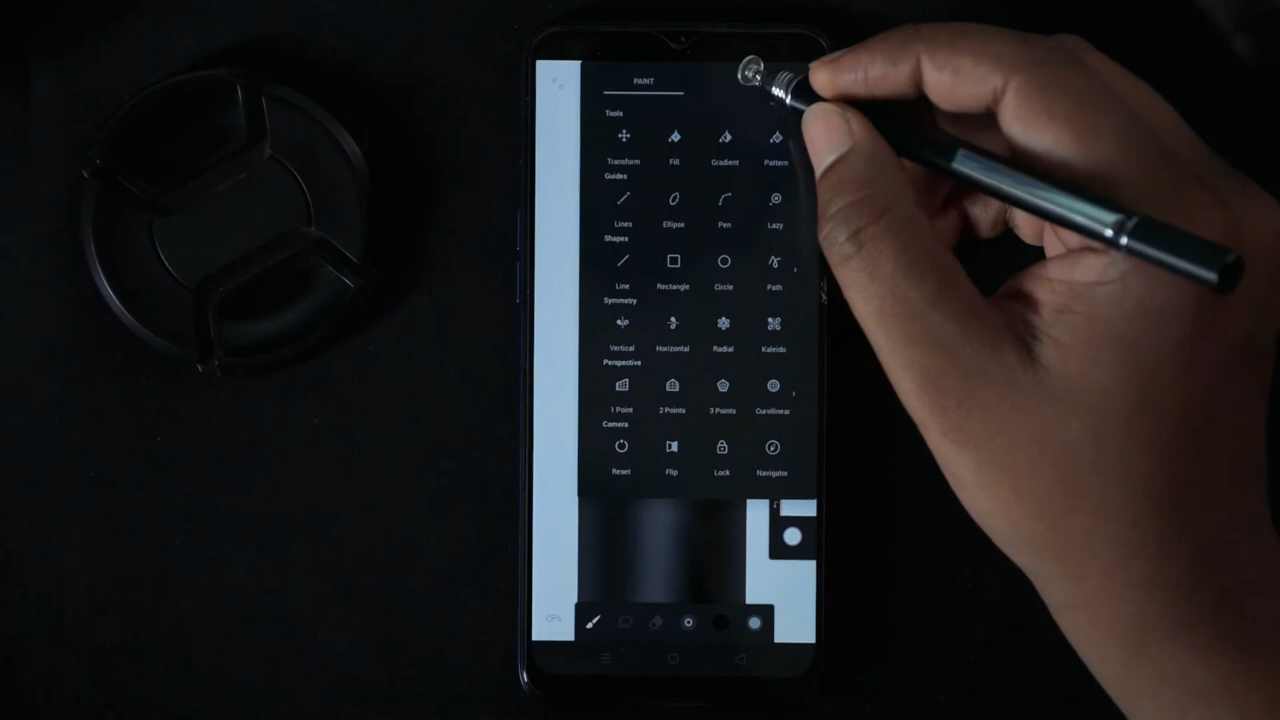 PAINT
Tools
Transform Fill Gradient Pattern
Guides
Lines Ellipse Pen Lazy
Shapes
Line Rectangle Circle Path
Symmetry
Vertical Horizontal Radial Kaleido
Perspective
1 Point 2 Points 3 Points Curvilinear
Camera
Reset Flip Lock Navigator